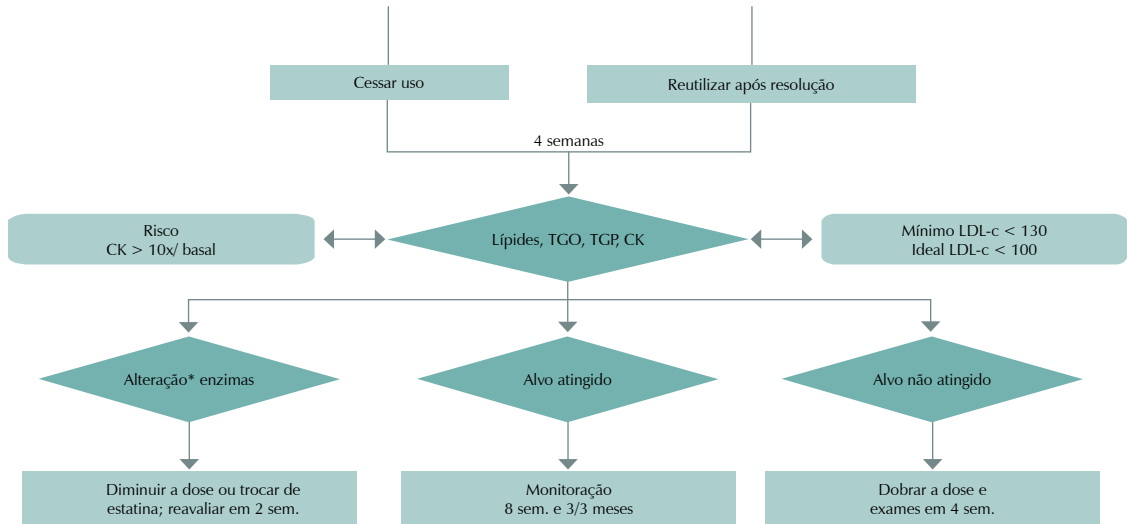 Cessar uso
Reutilizar após resolução
4 semanas
Risco
CK > 10x/ basal
Lípides, TGO, TGP, CK
Mínimo LDL-c < 130
Ideal LDL-c < 100
Alteração* enzimas
Alvo atingido
Alvo não atingido
Diminuir a dose ou trocar de
estatina; reavaliar em 2 sem.
Monitoração
8 sem. e 3/3 meses
Dobrar a dose e
exames em 4 sem.